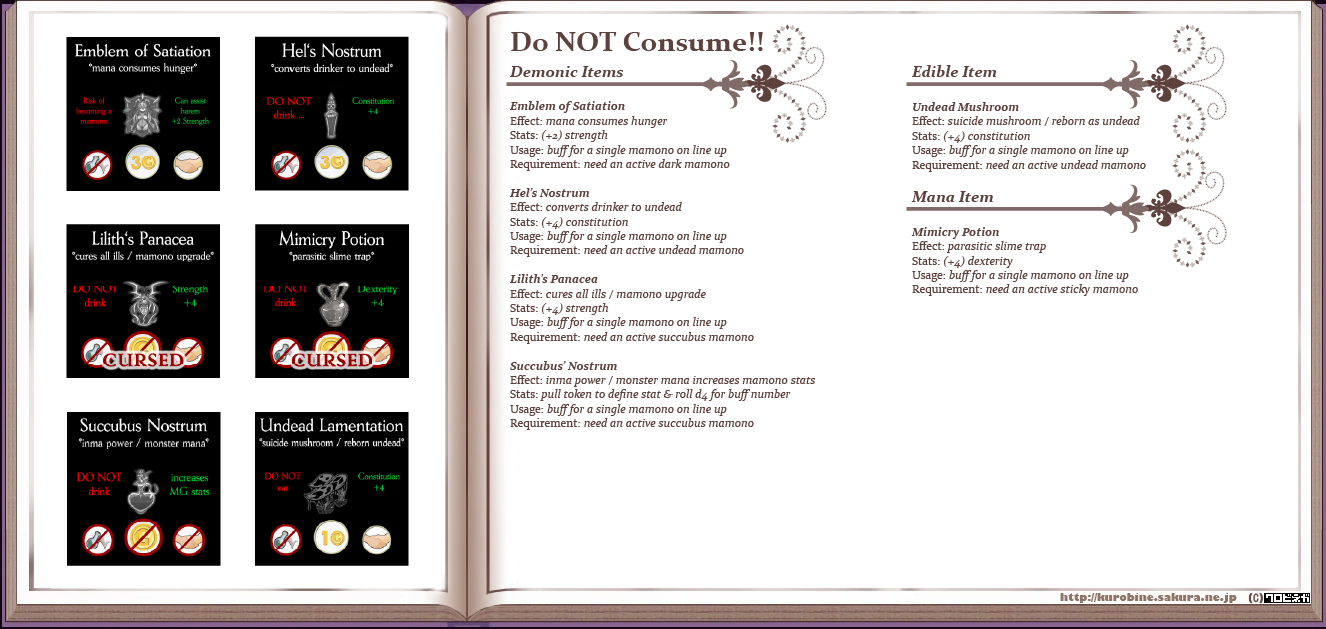 Emblem of Satiation
*mana consumes hunger*
Risk of
becoming a
mamono
Can assist
harem
+2 Strength
3G
Hel's Nostrum
*converts drinker to undead*
DO NOT
drink ...
Constitution
+4
3G
Lilith's Panacea
*cures all ills / mamono upgrade*
DO NOT
drink
Strength
+4
CURSED
Mimicry Potion
*parasitic slime trap*
DO NOT
drink
Dexterity
+4
CURSED
Succubus Nostrum
*inma power / monster mana*
DO NOT
drink
increases
MG stats
G
Undead Lamentation
*suicide mushroom / reborn undead*
DO NOT
eat
Constitution
+4
1G
Do NOT Consume!!
Demonic Items
Emblem of Satiation
Effect: mana consumes hunger
Stats: (+2) strength
Usage: buff for a single mamono on line up
Requirement: need an active dark mamono
Hel's Nostrum
Effect: converts drinker to undead
Stats: (+4) constitution
Usage: buff for a single mamono on line up
Requirement: need an active undead mamono
Lilith's Panacea
Effect: cures all ills / mamono upgrade
Stats: (+4) strength
Usage: buff for a single mamono on line up
Requirement: need an active succubus mamono
Succubus' Nostrum
Effect: inma power / monster mana increases mamono stats
Stats: pull token to define stat & roll d4 for buff number
Usage: buff for a single mamono on line up
Requirement: need an active succubus mamono
Edible Item
Undead Mushroom
Effect: suicide mushroom / reborn as undead
Stats: (+4) constitution
Usage: buff for a single mamono on line up
Requirement: need an active undead mamono
Mana Item
Mimicry Potion
Effect: parasitic slime trap
Stats: (+4) dexterity
Usage: buff for a single mamono on line up
Requirement: need an active sticky mamono
http://kurobine.sakura.ne.jp (C)